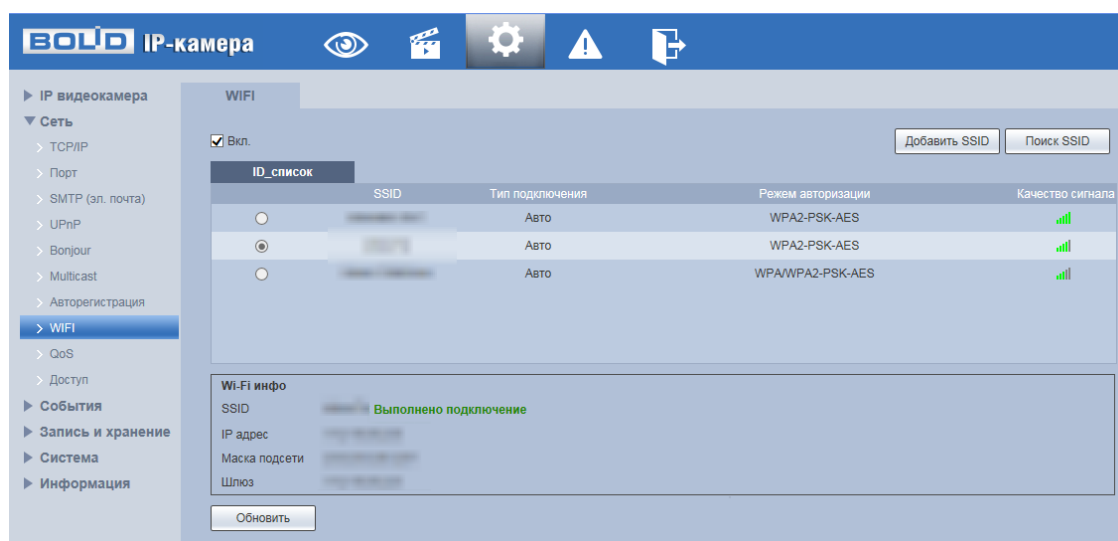 BOLID IP-камера
IP видеокамера
Сеть
TCP/IP
Порт
SMTP (эл. почта)
UPnP
Bonjour
Multicast
Авторегистрация
WIFI
QoS
Доступ
События
Запись и хранение
Система
Информация
WIFI
Вкл.
Добавить SSID
Поиск SSID
ID_список
SSID Тип подключения Режем авторизации Качество сигнала
Авто WPA2-PSK-AES
Авто WPA2-PSK-AES
Авто WPA/WPA2-PSK-AES
Wi-Fi инфо
SSID Выполнено подключение
IP адрес
Маска подсети
Шлюз
Обновить